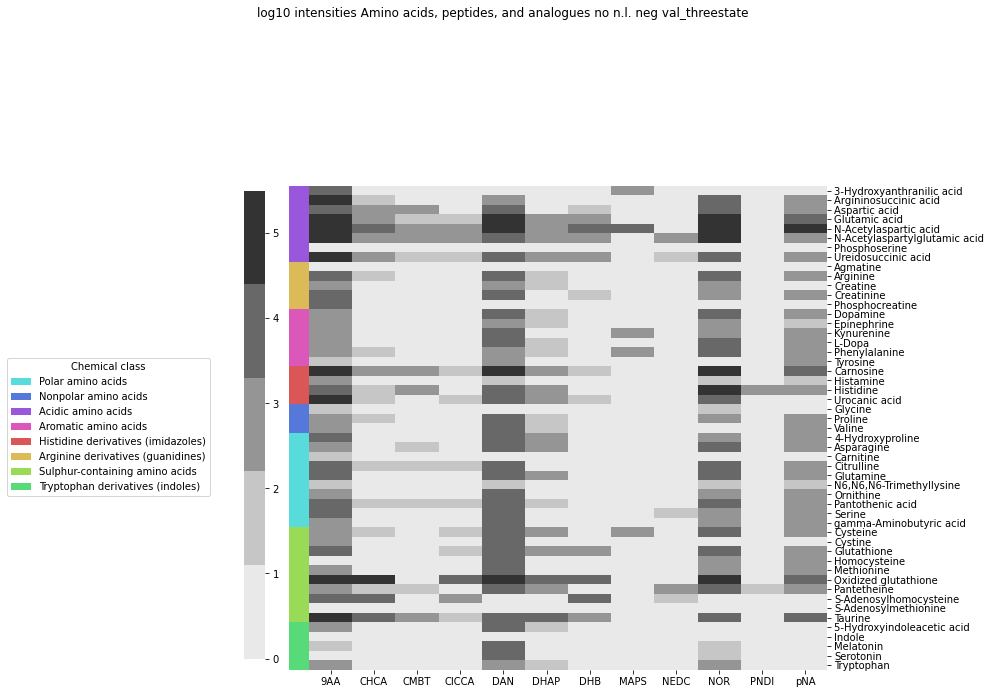 log10 intensities Amino acids, peptides, and analogues no n.l. neg val_threestate
5
4
3
2
1
0
Chemical class
Polar amino acids
Nonpolar amino acids
Acidic amino acids
Aromatic amino acids
Histidine derivatives (imidazoles)
Arginine derivatives (guanidines)
Sulphur-containing amino acids
Tryptophan derivatives (indoles)
3-Hydroxyanthranilic acid
Argininosuccinic acid
Aspartic acid
Glutamic acid
N-Acetylaspartic acid
N-Acetylaspartylglutamic acid
Phosphoserine
Ureidosuccinic acid
Agmatine
Arginine
Creatine
Creatinine
Phosphocreatine
Dopamine
Epinephrine
Kynurenine
L-Dopa
Phenylalanine
Tyrosine
Carnosine
Histamine
Histidine
Urocanic acid
Glycine
Proline
Valine
4-Hydroxyproline
Asparagine
Carnitine
Citrulline
Glutamine
N6,N6,N6-Trimethyllysine
Ornithine
Pantothenic acid
Serine
gamma-Aminobutyric acid
Cysteine
Cystine
Glutathione
Homocysteine
Methionine
Oxidized glutathione
Pantetheine
S-Adenosylhomocysteine
S-Adenosylmethionine
Taurine
5-Hydroxyindoleacetic acid
Indole
Melatonin
Serotonin
Tryptophan
9AA CHCA CMBT ClCCA DAN DHAP DHB MAPS NEDC NOR PNDI pNA